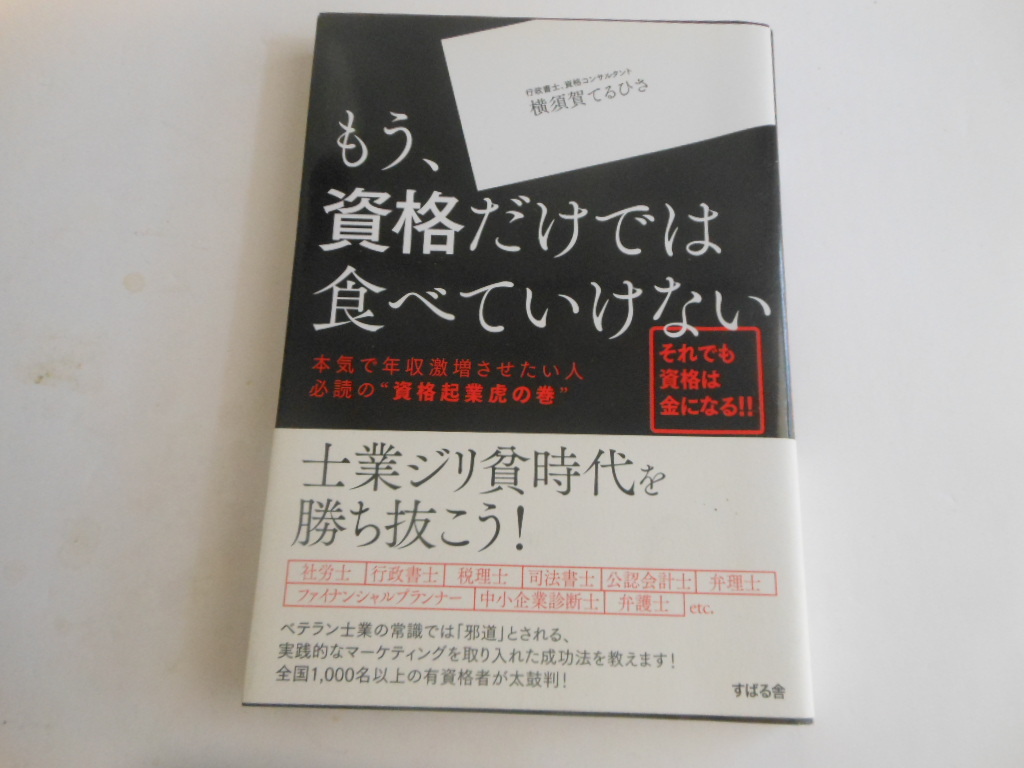 行政書士、資格コンサルタント
横須賀てるひさ
もう、
資格だけでは
食べていけない
本気で年収激増させたい人
必読の“資格起業虎の巻”
それでも
資格は
金になる!!
士業ジリ貧時代を
勝ち抜こう!
社労士 行政書士 税理士 司法書士 公認会計士 弁理士
ファイナンシャルプランナー 中小企業診断士 弁護士 etc.
ベテラン士業の常識では「邪道」とされる、
実践的なマーケティングを取り入れた成功法を教えます!
全国1,000名以上の有資格者が太鼓判!
すばる舎